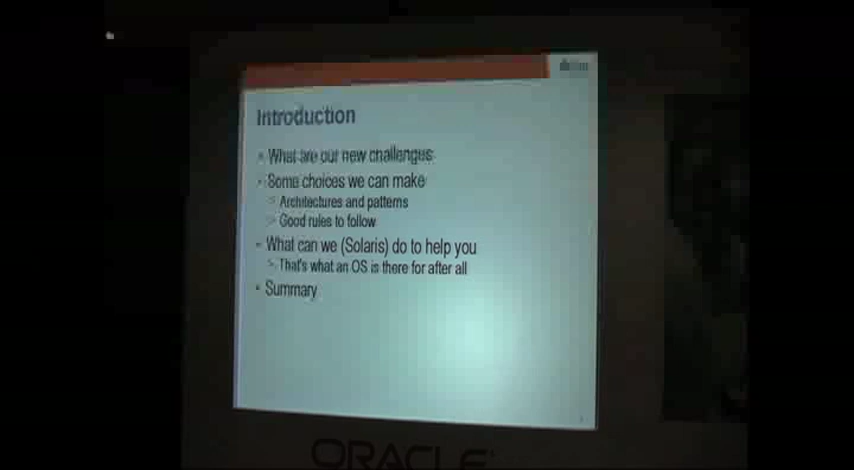 Introduction
What are our new challenges
Some choices we can make
Architectures and patterns
Good rules to follow
What can we (Solaris) do to help you
That's what an OS is there for after all
Summary
ORACLE